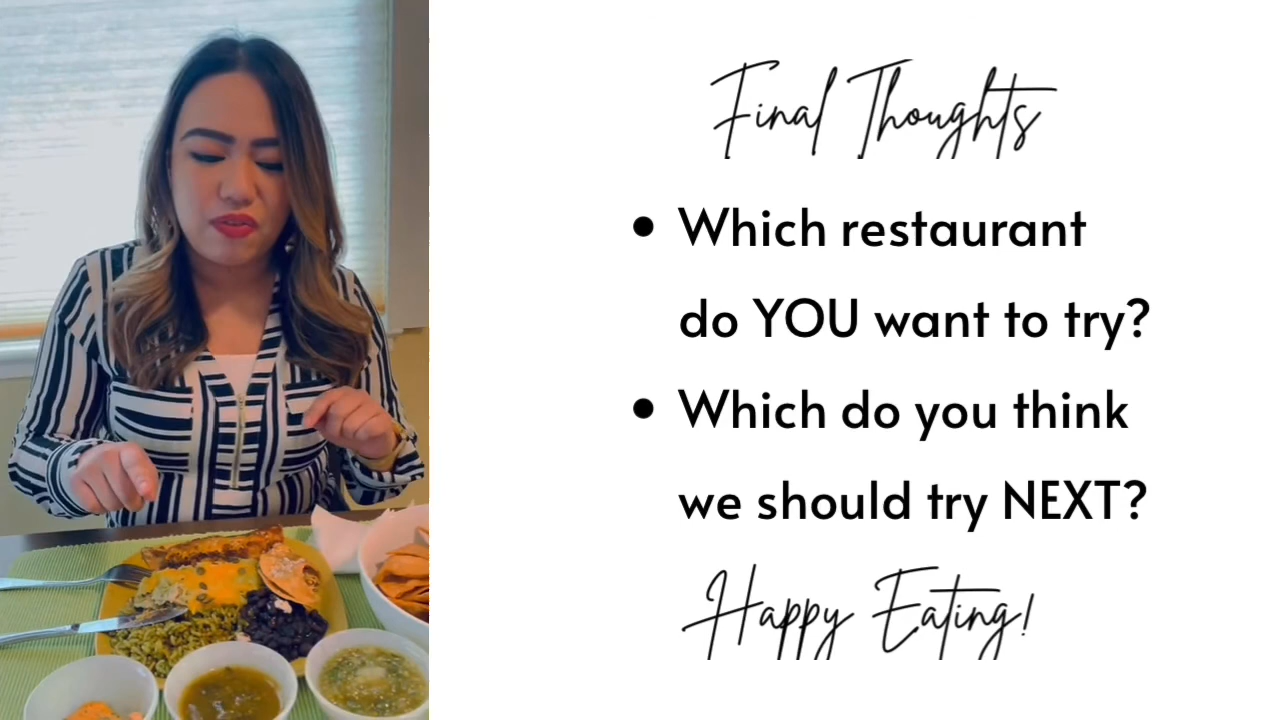 Final Thoughts
• Which restaurant
do YOU want to try?
• Which do you think
we should try NEXT?
Happy Eating!